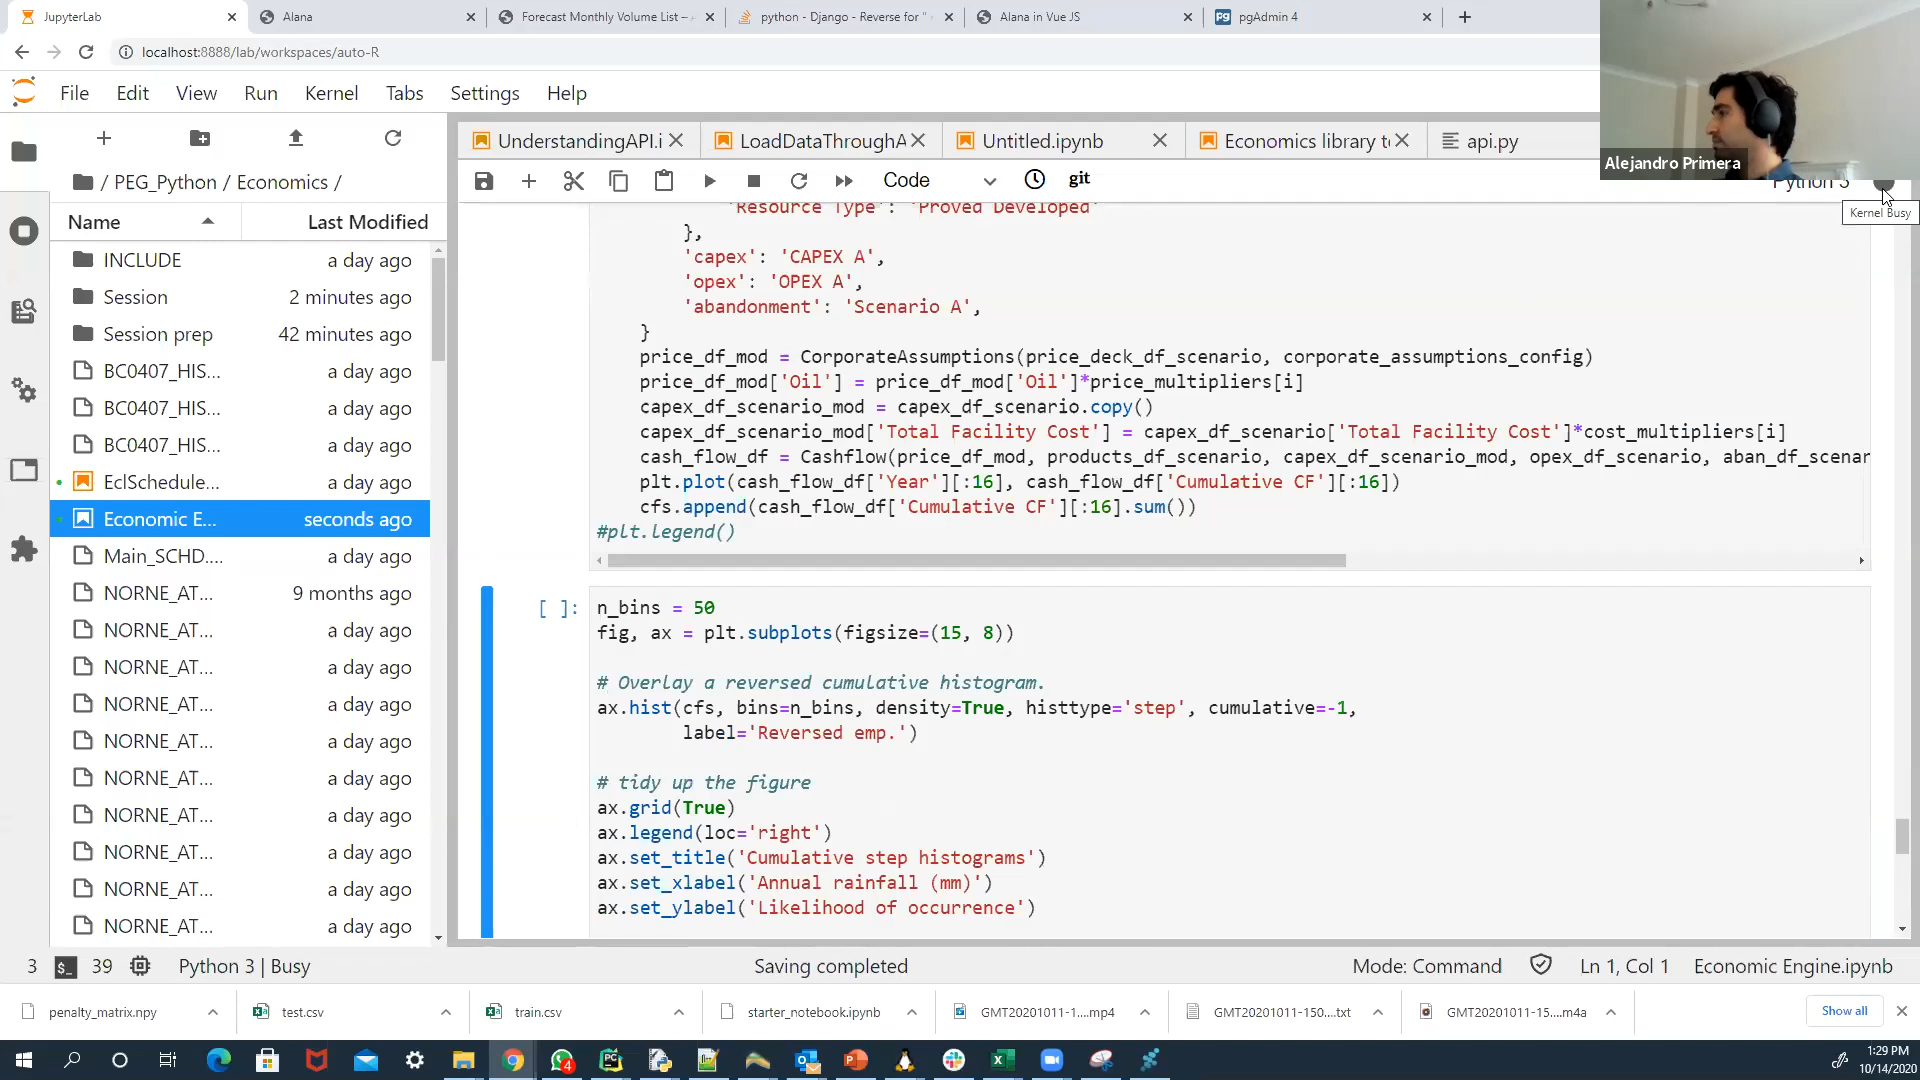 JupyterLab
Alana
Forecast Monthly Volume List –
python - Django - Reverse for "
Alana in Vue JS
pgAdmin 4
localhost:8888/lab/workspaces/auto-R
File Edit View Run Kernel Tabs Settings Help
Alejandro Primera
UnderstandingAPI.i
LoadDataThroughA
Untitled.ipynb
Economics library t
api.py
Code
git
Python 3
Kernel Busy
/ PEG_Python / Economics /
Name Last Modified
INCLUDE a day ago
Session 2 minutes ago
Session prep 42 minutes ago
BC0407_HIS... a day ago
BC0407_HIS... a day ago
BC0407_HIS... a day ago
EclSchedule... a day ago
Economic E... seconds ago
Main_SCHD.... a day ago
NORNE_AT... 9 months ago
NORNE_AT... a day ago
NORNE_AT... a day ago
NORNE_AT... a day ago
NORNE_AT... a day ago
NORNE_AT... a day ago
NORNE_AT... a day ago
NORNE_AT... a day ago
NORNE_AT... a day ago
NORNE_AT... a day ago
'Resource Type': 'Proved Developed'
},
'capex': 'CAPEX A',
'opex': 'OPEX A',
'abandonment': 'Scenario A',
}
price_df_mod = CorporateAssumptions(price_deck_df_scenario, corporate_assumptions_config)
price_df_mod['Oil'] = price_df_mod['Oil']*price_multipliers[i]
capex_df_scenario_mod = capex_df_scenario.copy()
capex_df_scenario_mod['Total Facility Cost'] = capex_df_scenario['Total Facility Cost']*cost_multipliers[i]
cash_flow_df = Cashflow(price_df_mod, products_df_scenario, capex_df_scenario_mod, opex_df_scenario, aban_df_scenar
plt.plot(cash_flow_df['Year'][:16], cash_flow_df['Cumulative CF'][:16])
cfs.append(cash_flow_df['Cumulative CF'][:16].sum())
#plt.legend()
[ ]:
n_bins = 50
fig, ax = plt.subplots(figsize=(15, 8))
# Overlay a reversed cumulative histogram.
ax.hist(cfs, bins=n_bins, density=True, histtype='step', cumulative=-1,
label='Reversed emp.')
# tidy up the figure
ax.grid(True)
ax.legend(loc='right')
ax.set_title('Cumulative step histograms')
ax.set_xlabel('Annual rainfall (mm)')
ax.set_ylabel('Likelihood of occurrence')
3 39 Python 3 | Busy
Saving completed
Mode: Command Ln 1, Col 1 Economic Engine.ipynb
penalty_matrix.npy
test.csv
train.csv
starter_notebook.ipynb
GMT20201011-1....mp4
GMT20201011-150....txt
GMT20201011-15....m4a
Show all
4
1:29 PM
10/14/2020